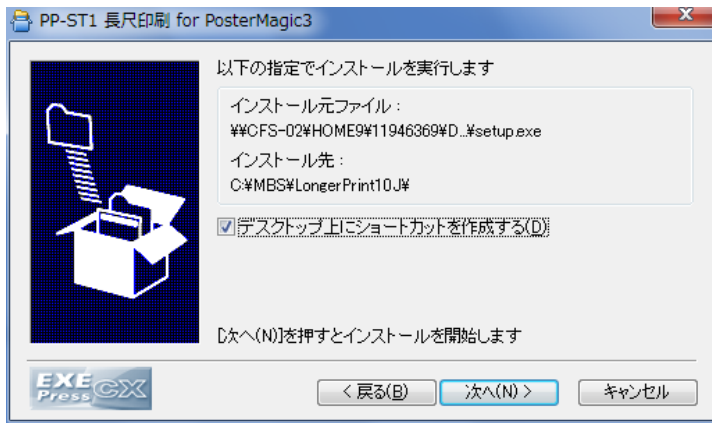 PP-ST1 長尺印刷 for PosterMagic3
以下の指定でインストールを実行します
インストール元ファイル：
¥¥CFS-02¥HOME9¥11946369¥D...¥setup.exe
インストール先：
C:¥MBS¥LongerPrint10J¥
デスクトップ上にショートカットを作成する(D)
[次へ(N)]を押すとインストールを開始します
EXE Press CX
< 戻る(B) 次へ(N) > キャンセル